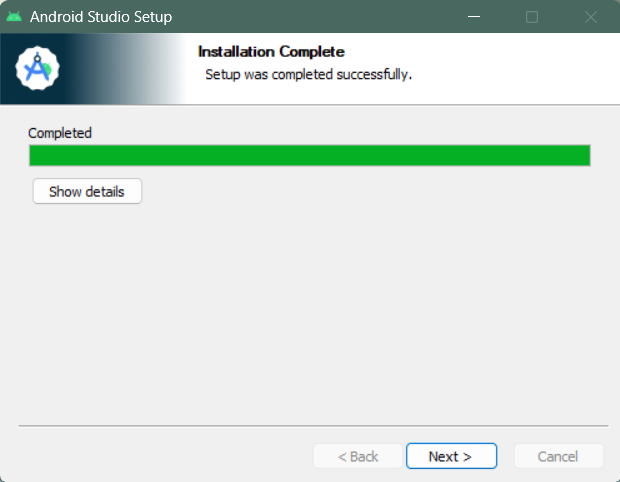 Android Studio Setup
Installation Complete
Setup was completed successfully.
Completed
Show details
< Back
Next >
Cancel